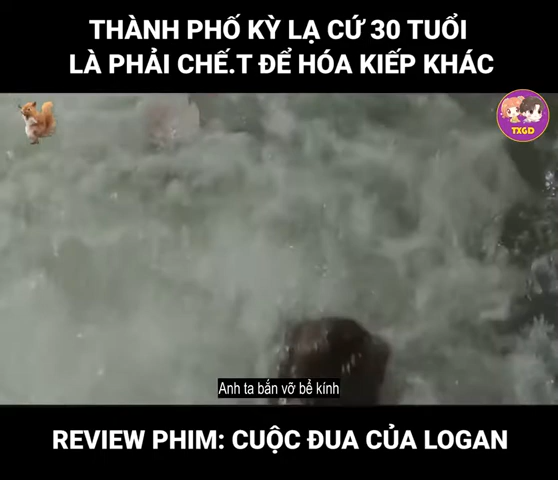 THÀNH PHỐ KỲ LẠ CỨ 30 TUỔI
LÀ PHẢI CHẾ.T ĐỂ HÓA KIẾP KHÁC
TXGD
Anh ta bắn vỡ bể kính
REVIEW PHIM: CUỘC ĐUA CỦA LOGAN